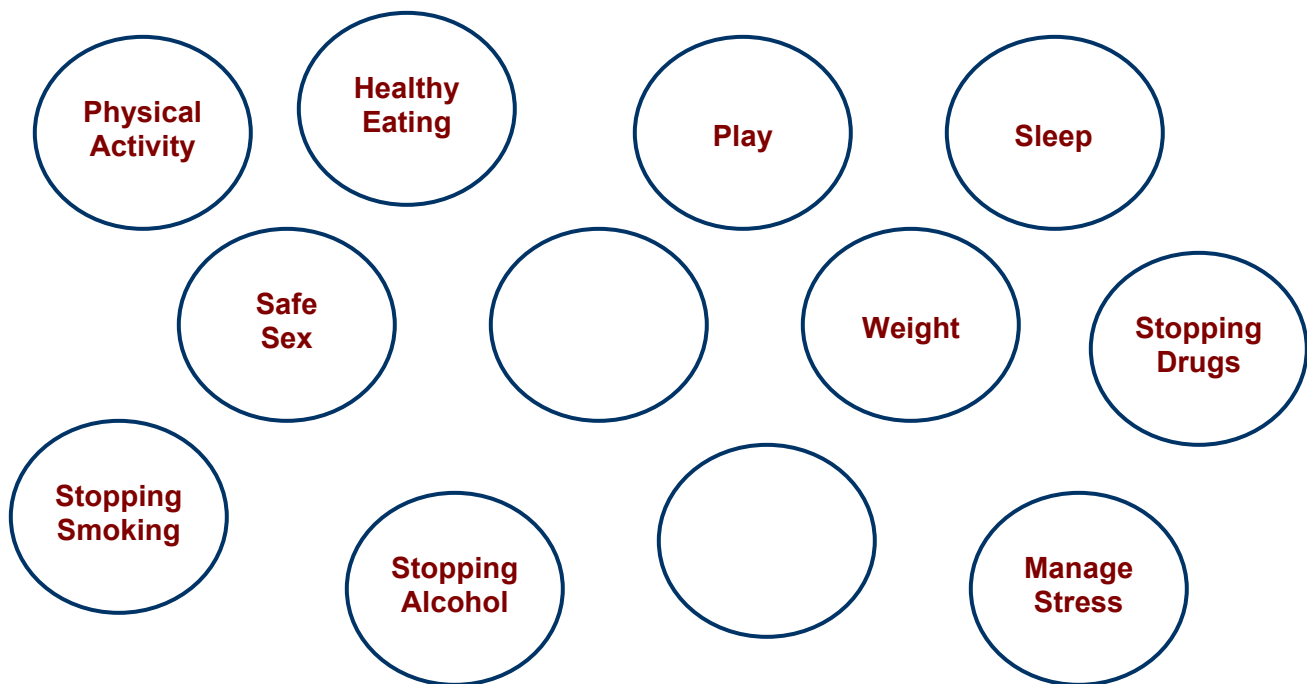 Physical
Activity
Healthy
Eating
Play
Sleep
Safe
Sex
Weight
Stopping
Drugs
Stopping
Smoking
Stopping
Alcohol
Manage
Stress